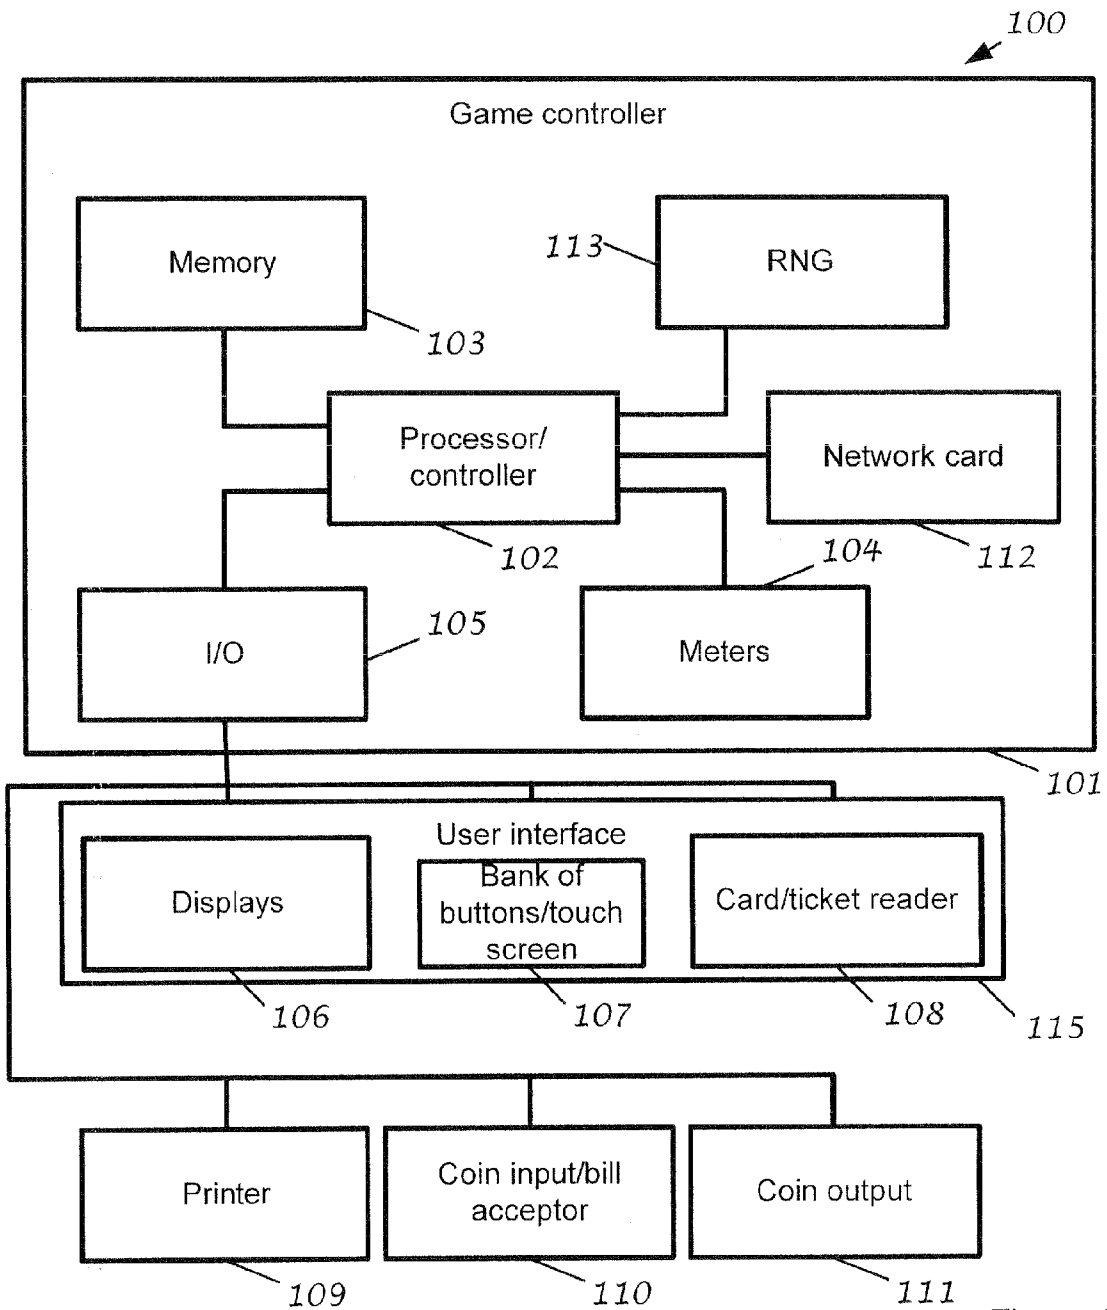 100
Game controller
Memory
103
113
RNG
Processor/
controller
102
Network card
112
I/O
105
104
Meters
101
User interface
Displays
106
Bank of
buttons/touch
screen
107
Card/ticket reader
108
115
Printer
109
Coin input/bill
acceptor
110
Coin output
111